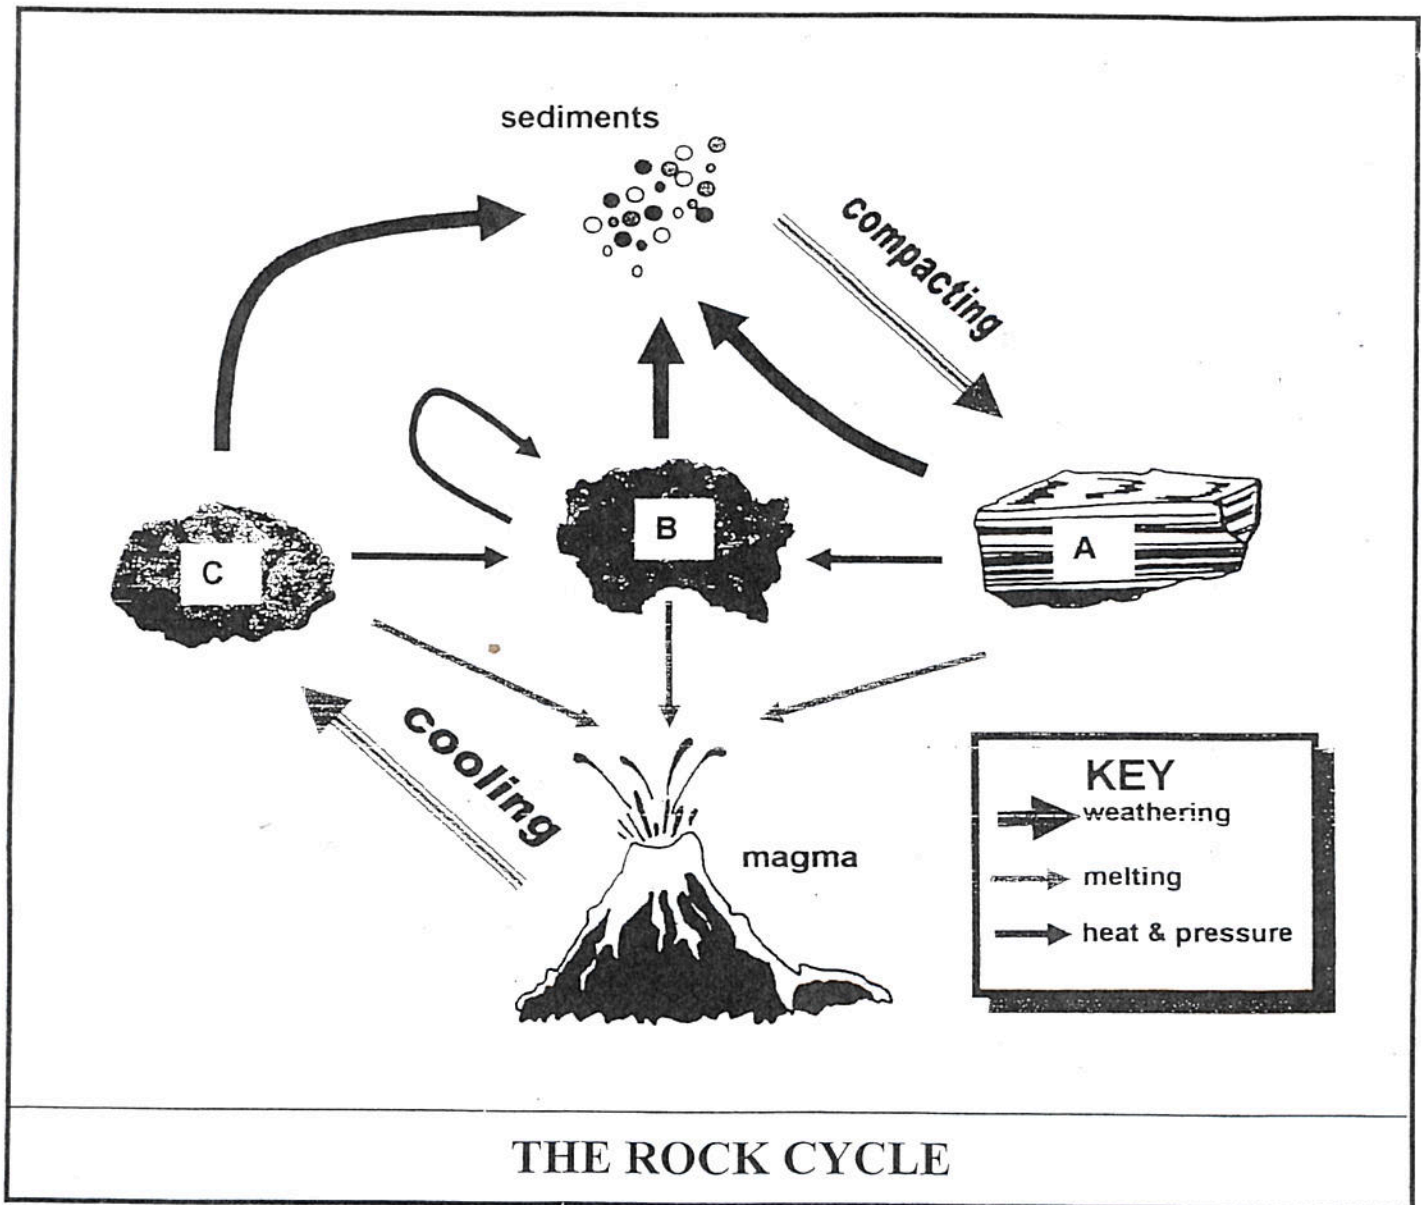 sediments
compacting
B
A
C
cooling
magma
KEY
weathering
melting
heat & pressure
THE ROCK CYCLE